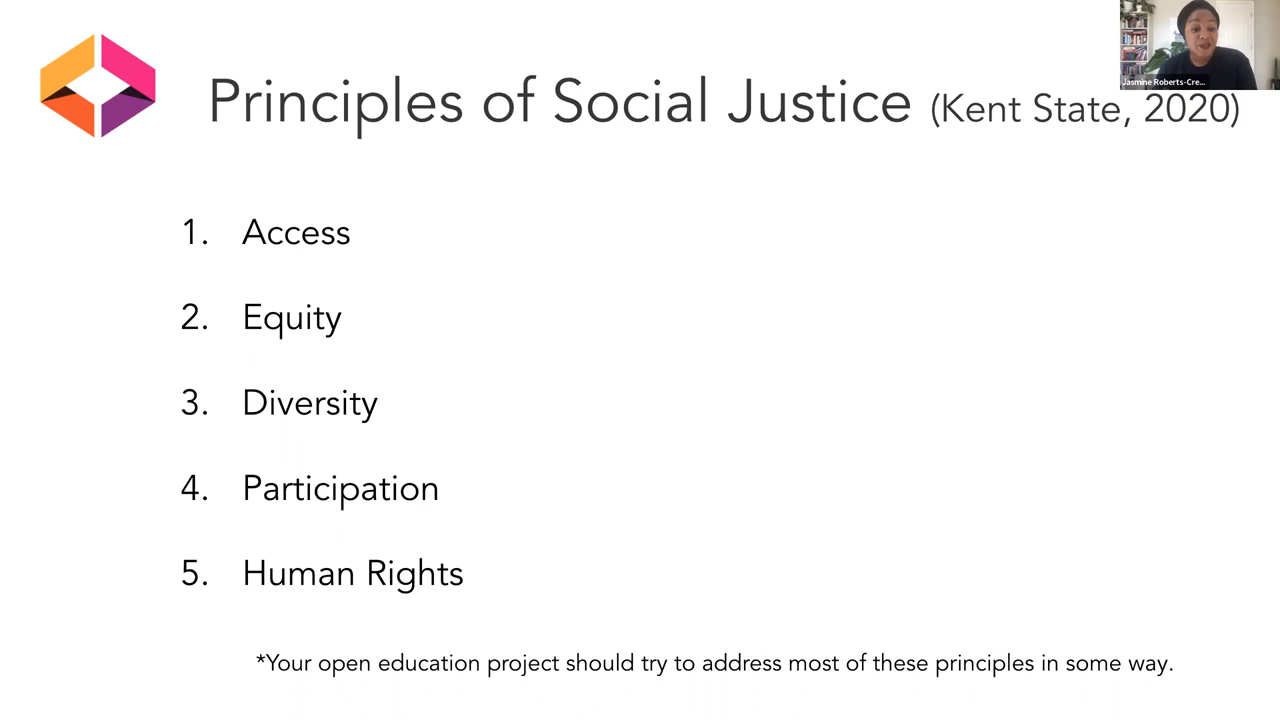 Jasmine Roberts-Cre...
Principles of Social Justice (Kent State, 2020)
1. Access
2. Equity
3. Diversity
4. Participation
5. Human Rights
*Your open education project should try to address most of these principles in some way.